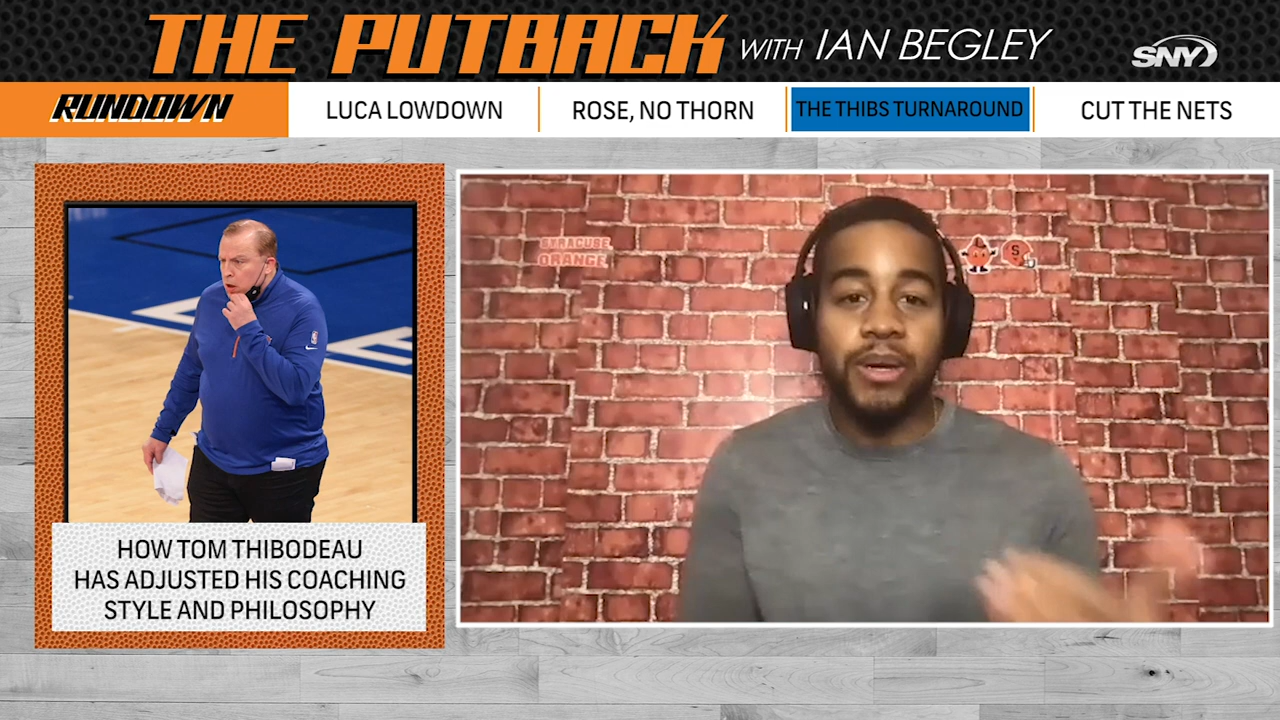 THE PUTBACK WITH IAN BEGLEY
SNY
RUNDOWN
LUCA LOWDOWN
ROSE, NO THORN
THE THIBS TURNAROUND
CUT THE NETS
SYRACUSE
ORANGE
S
HOW TOM THIBODEAU
HAS ADJUSTED HIS COACHING
STYLE AND PHILOSOPHY